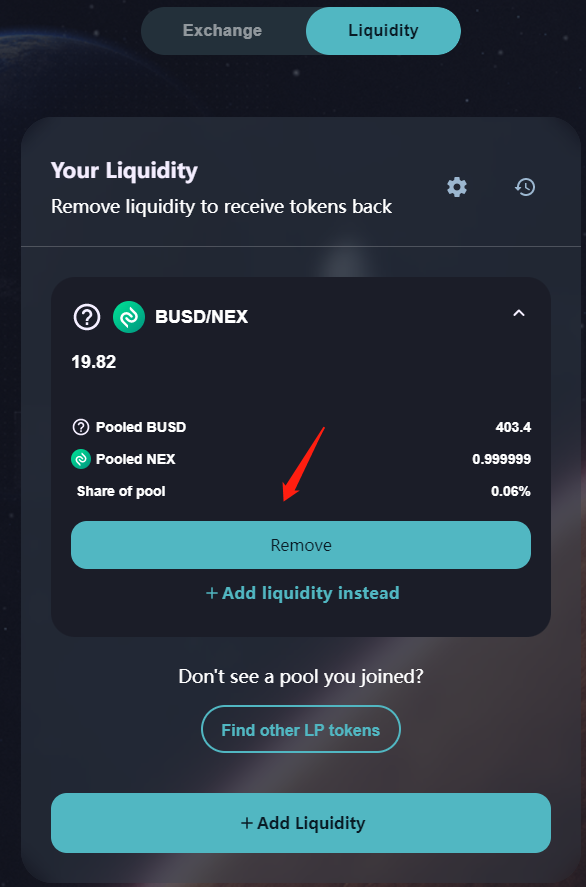 Exchange
Liquidity
Your Liquidity
Remove liquidity to receive tokens back
BUSD/NEX
19.82
Pooled BUSD 403.4
Pooled NEX 0.999999
Share of pool 0.06%
Remove
+ Add liquidity instead
Don't see a pool you joined?
Find other LP tokens
+ Add Liquidity